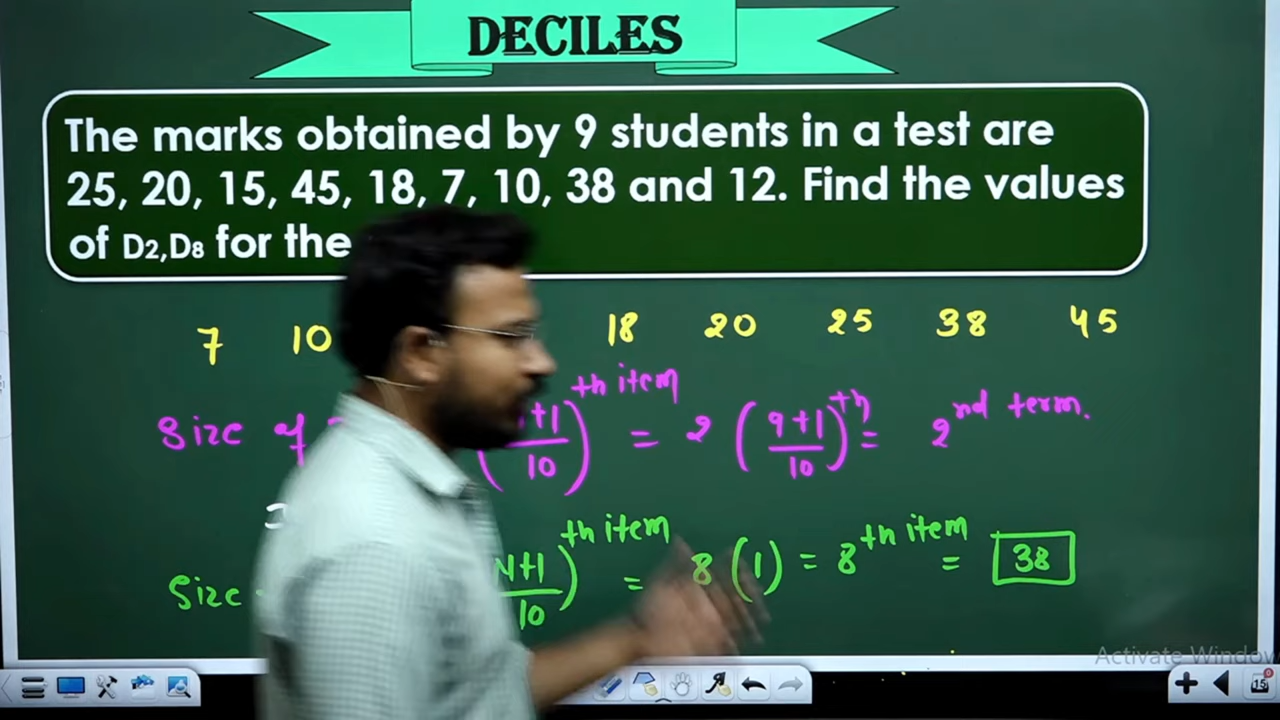 DECILES
The marks obtained by 9 students in a test are
25, 20, 15, 45, 18, 7, 10, 38 and 12. Find the values
of D2,D8 for the
7 10 18 20 25 38 45
Size of +1/10)th item = 2 (9+1/10)th = 2nd term.
=
Size N+1/10)th item = 8 (1) = 8th item = 38
Activate Window
15